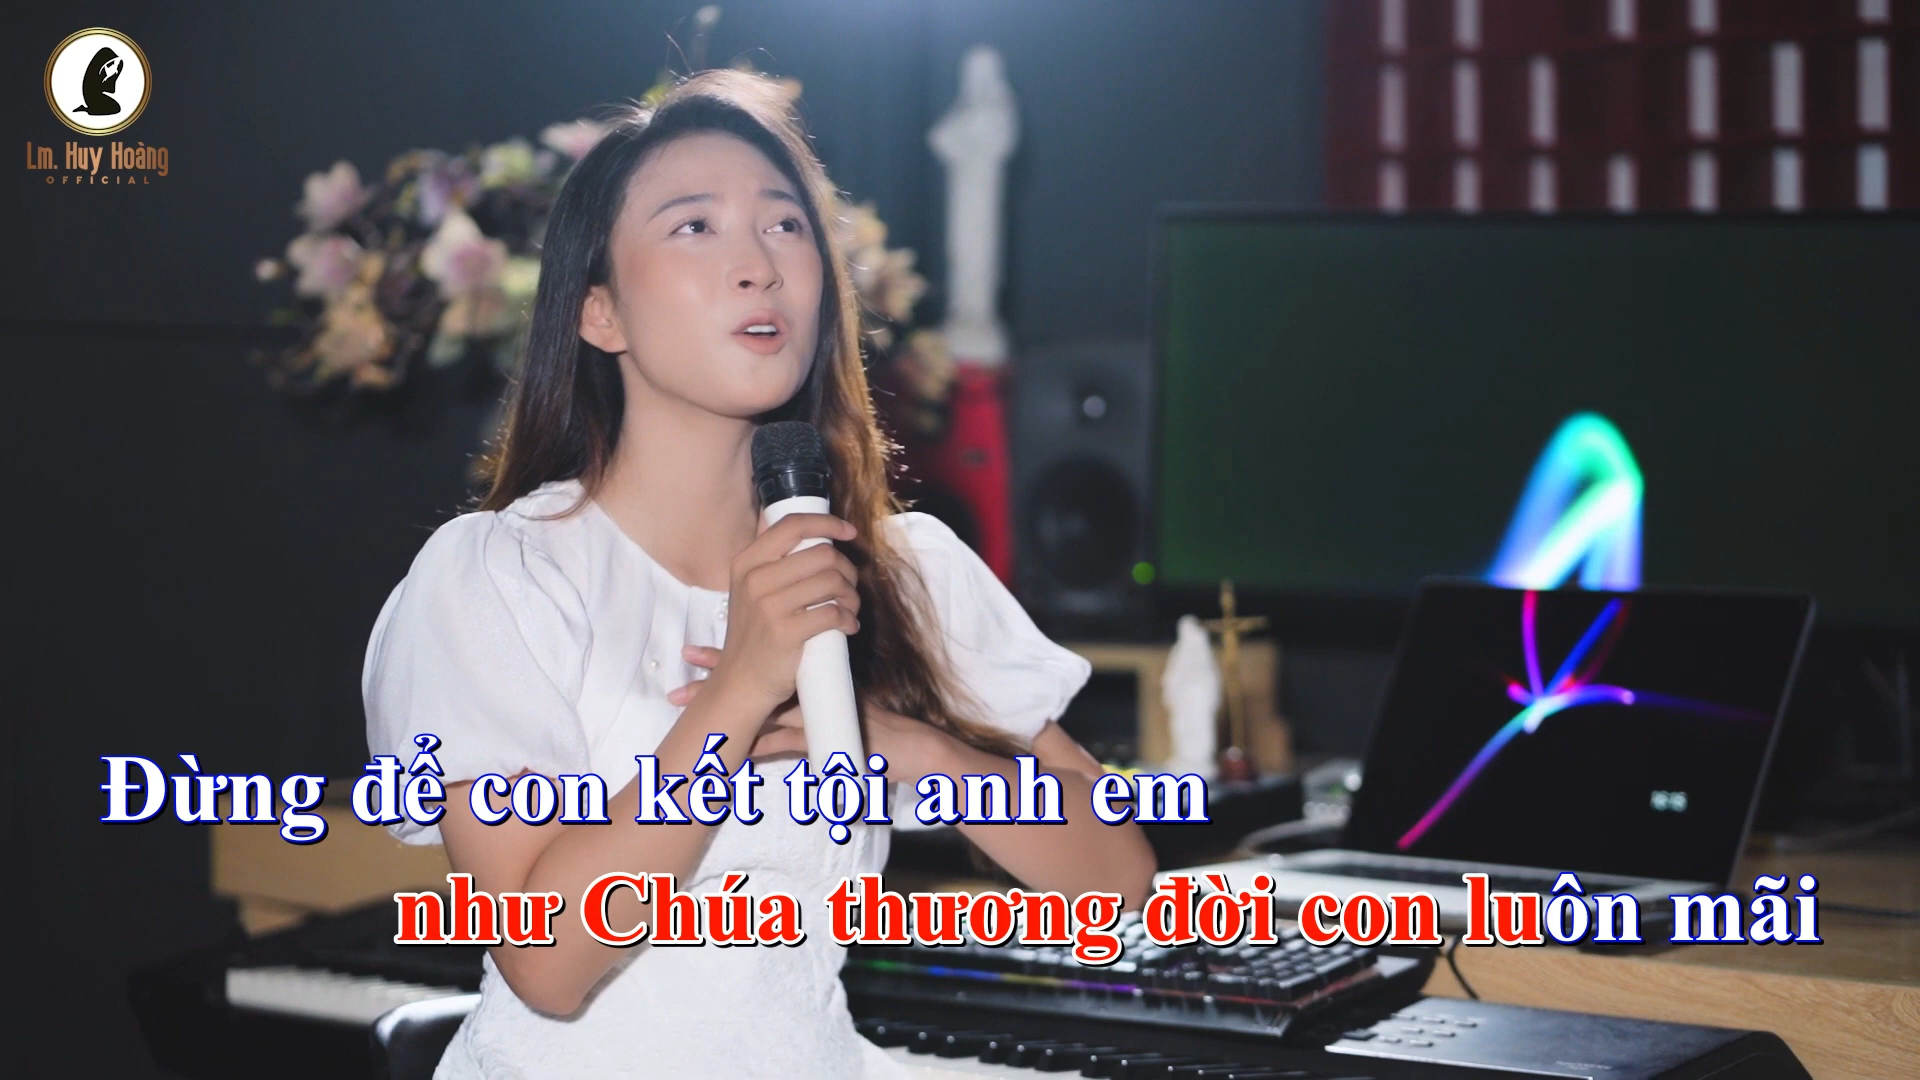 Lm. Huy Hoàng
OFFICIAL
Đừng để con kết tội anh em
như Chúa thương đời con luôn mãi